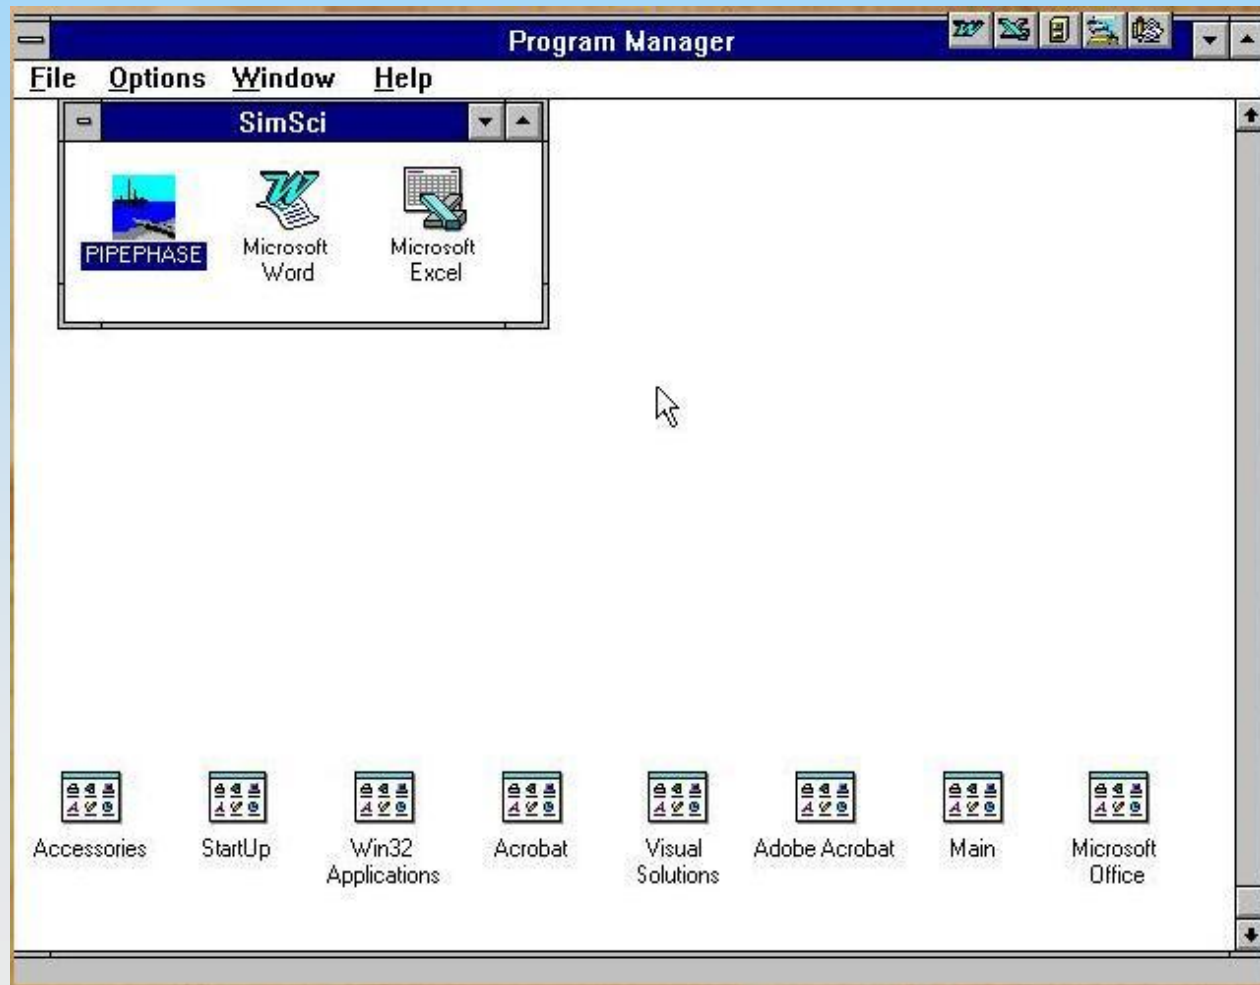 Program Manager
File Options Window Help
SimSci
PIPEPHASE
Microsoft
Word
Microsoft
Excel
Accessories
StartUp
Win32
Applications
Acrobat
Visual
Solutions
Adobe Acrobat
Main
Microsoft
Office